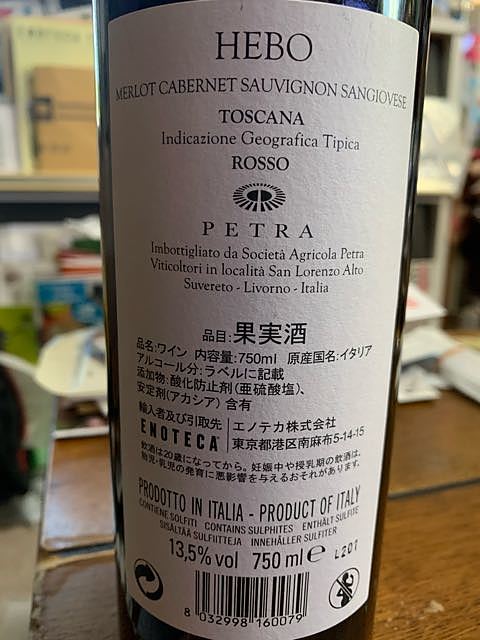 HEBO
MERLOT CABERNET SAUVIGNON SANGIOVESE
TOSCANA
Indicazione Geografica Tipica
ROSSO
PETRA
Imbottigliato da Società Agricola Petra
Viticoltori in località San Lorenzo Alto
Suvereto - Livorno - Italia
品目:果実酒
品名:ワイン 内容量:750ml 原産国名:イタリア
アルコール分:ラベルに記載
添加物:酸化防止剤(亜硫酸塩)、
安定剤(アカシア) 含有
輸入者及び引取先 エノテカ株式会社
ENOTECA 東京都港区南麻布5-14-15
飲酒は20歳になってから。妊娠中や授乳期の飲酒は、
胎児・乳児の発育に悪影響を与えるおそれがあります。
PRODOTTO IN ITALIA - PRODUCT OF ITALY
CONTIENE SOLFITI CONTAINS SULPHITES ENTHÄLT SULFITE
SISÄLTÄÄ SULFIITTEJA INNEHÅLLER SULFITER
13,5% vol 750 ml e L201
8 032998 160079